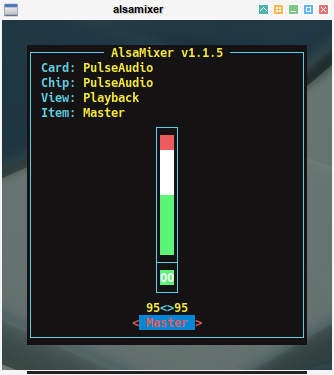 alsamixer
AlsaMixer v1.1.5
Card: PulseAudio
Chip: PulseAudio
View: Playback
Item: Master
OO
95<>95
< Master >